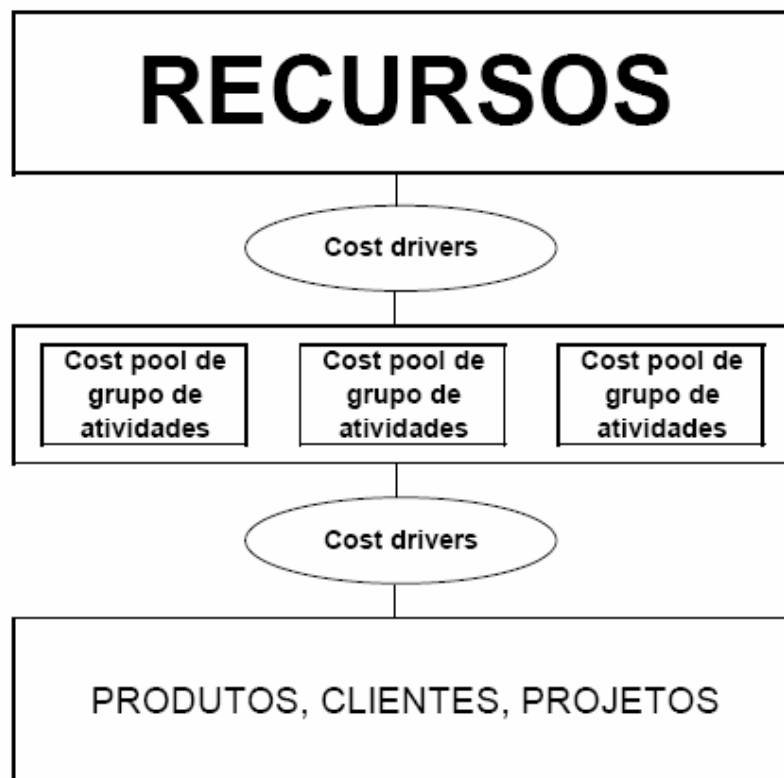 RECURSOS
Cost drivers
Cost pool de
grupo de
atividades
Cost pool de
grupo de
atividades
Cost pool de
grupo de
atividades
Cost drivers
PRODUTOS, CLIENTES, PROJETOS